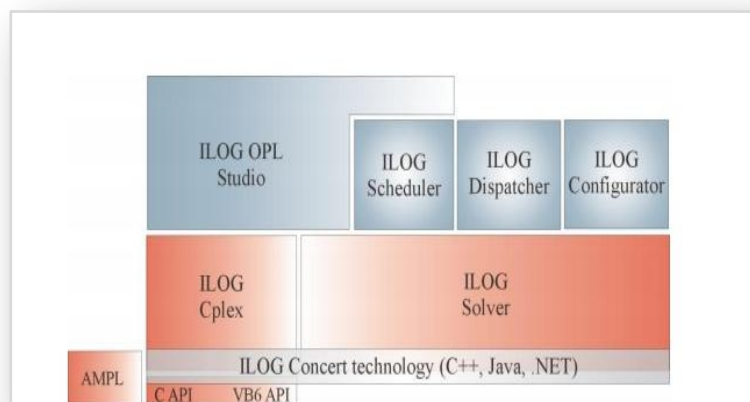 ILOG OPL
Studio
ILOG
Scheduler
ILOG
Dispatcher
ILOG
Configurator
ILOG
Cplex
ILOG
Solver
ILOG Concert technology (C++, Java, .NET)
AMPL
C API VB6 API